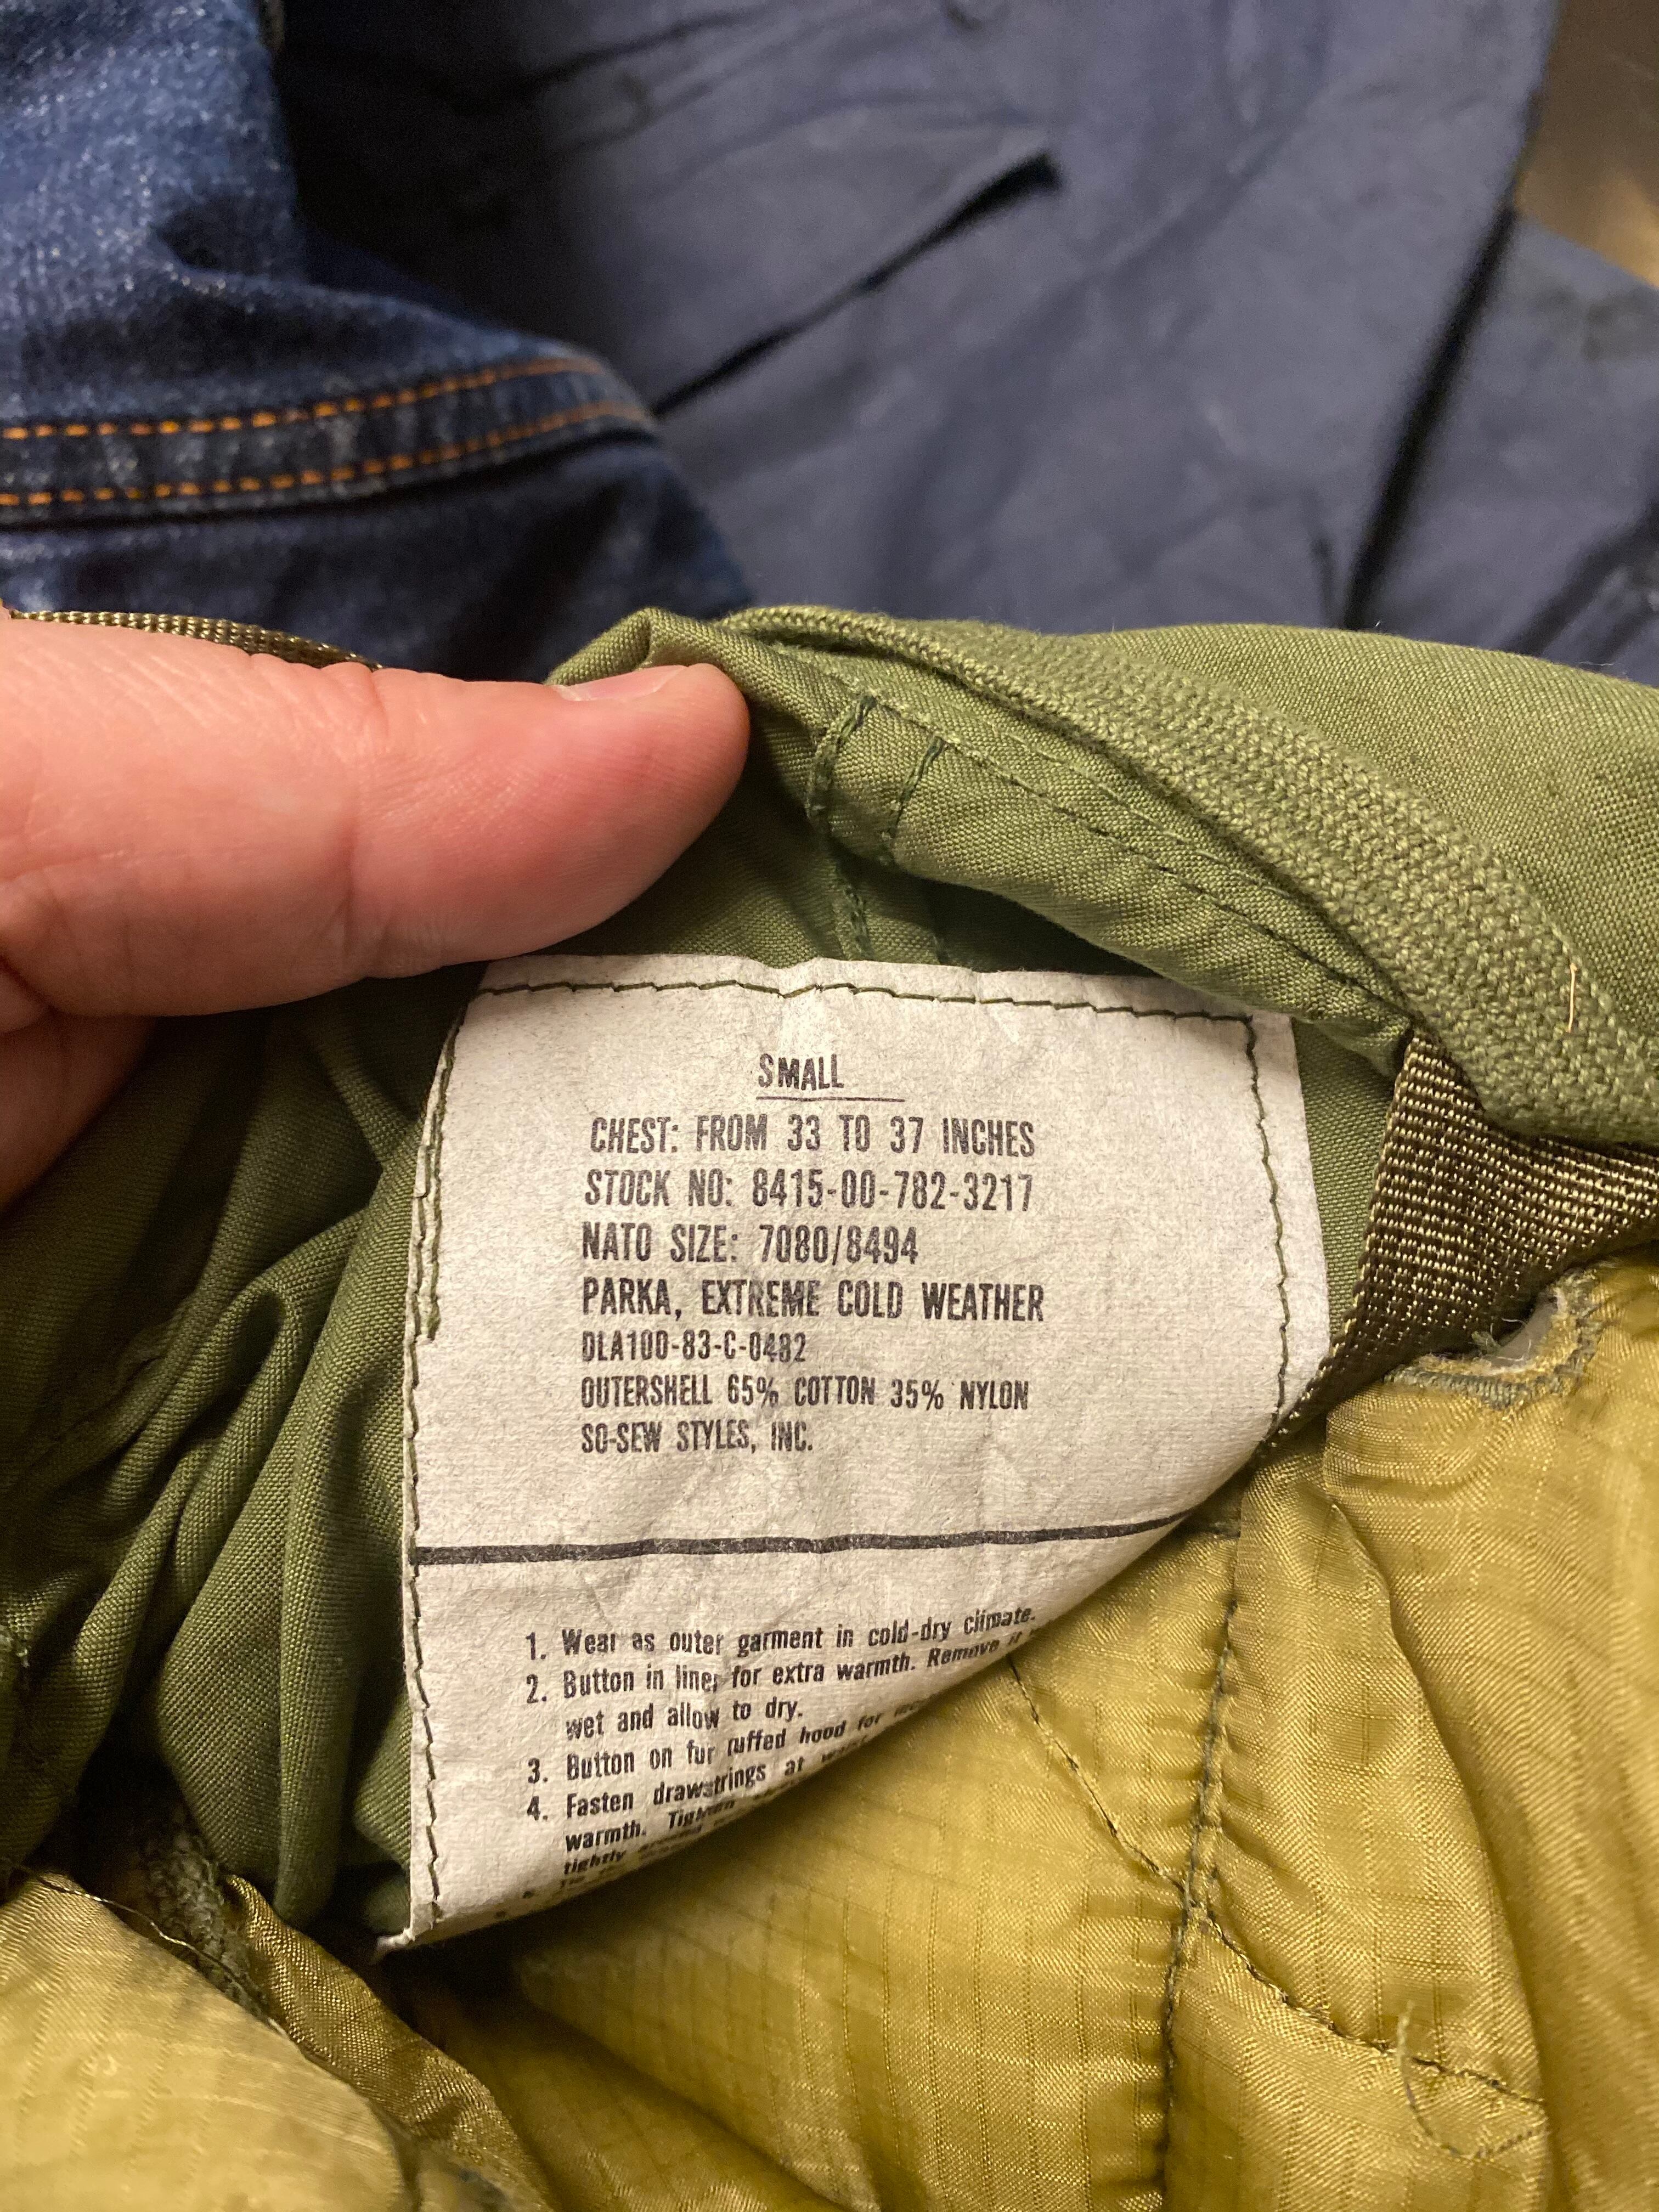 SMALL
CHEST: FROM 33 TO 37 INCHES
STOCK NO: 8415-00-782-3217
NATO SIZE: 7080/8494
PARKA, EXTREME COLD WEATHER
DLA100-83-C-0482
OUTERSHELL 65% COTTON 35% NYLON
SO-SEW STYLES, INC.
1. Wear as outer garment in cold-dry climate.
2. Button in liner for extra warmth. Remove it
wet and allow to dry.
3. Button on fur ruffed hood for
4. Fasten drawstrings at
warmth. Tighten
tightly around